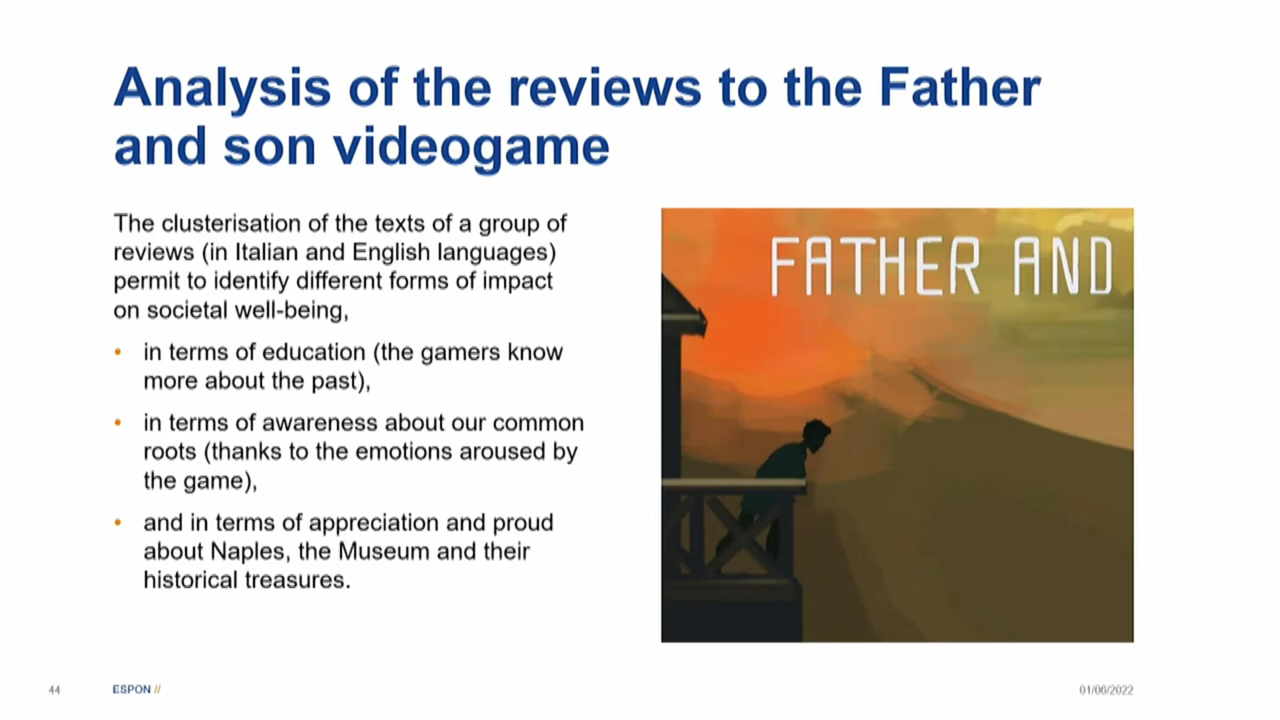 Analysis of the reviews to the Father
and son videogame
The clusterisation of the texts of a group of
reviews (in Italian and English languages)
permit to identify different forms of impact
on societal well-being,
• in terms of education (the gamers know
more about the past),
• in terms of awareness about our common
roots (thanks to the emotions aroused by
the game),
• and in terms of appreciation and proud
about Naples, the Museum and their
historical treasures.
FATHER AND
44
ESPON //
01/06/2022